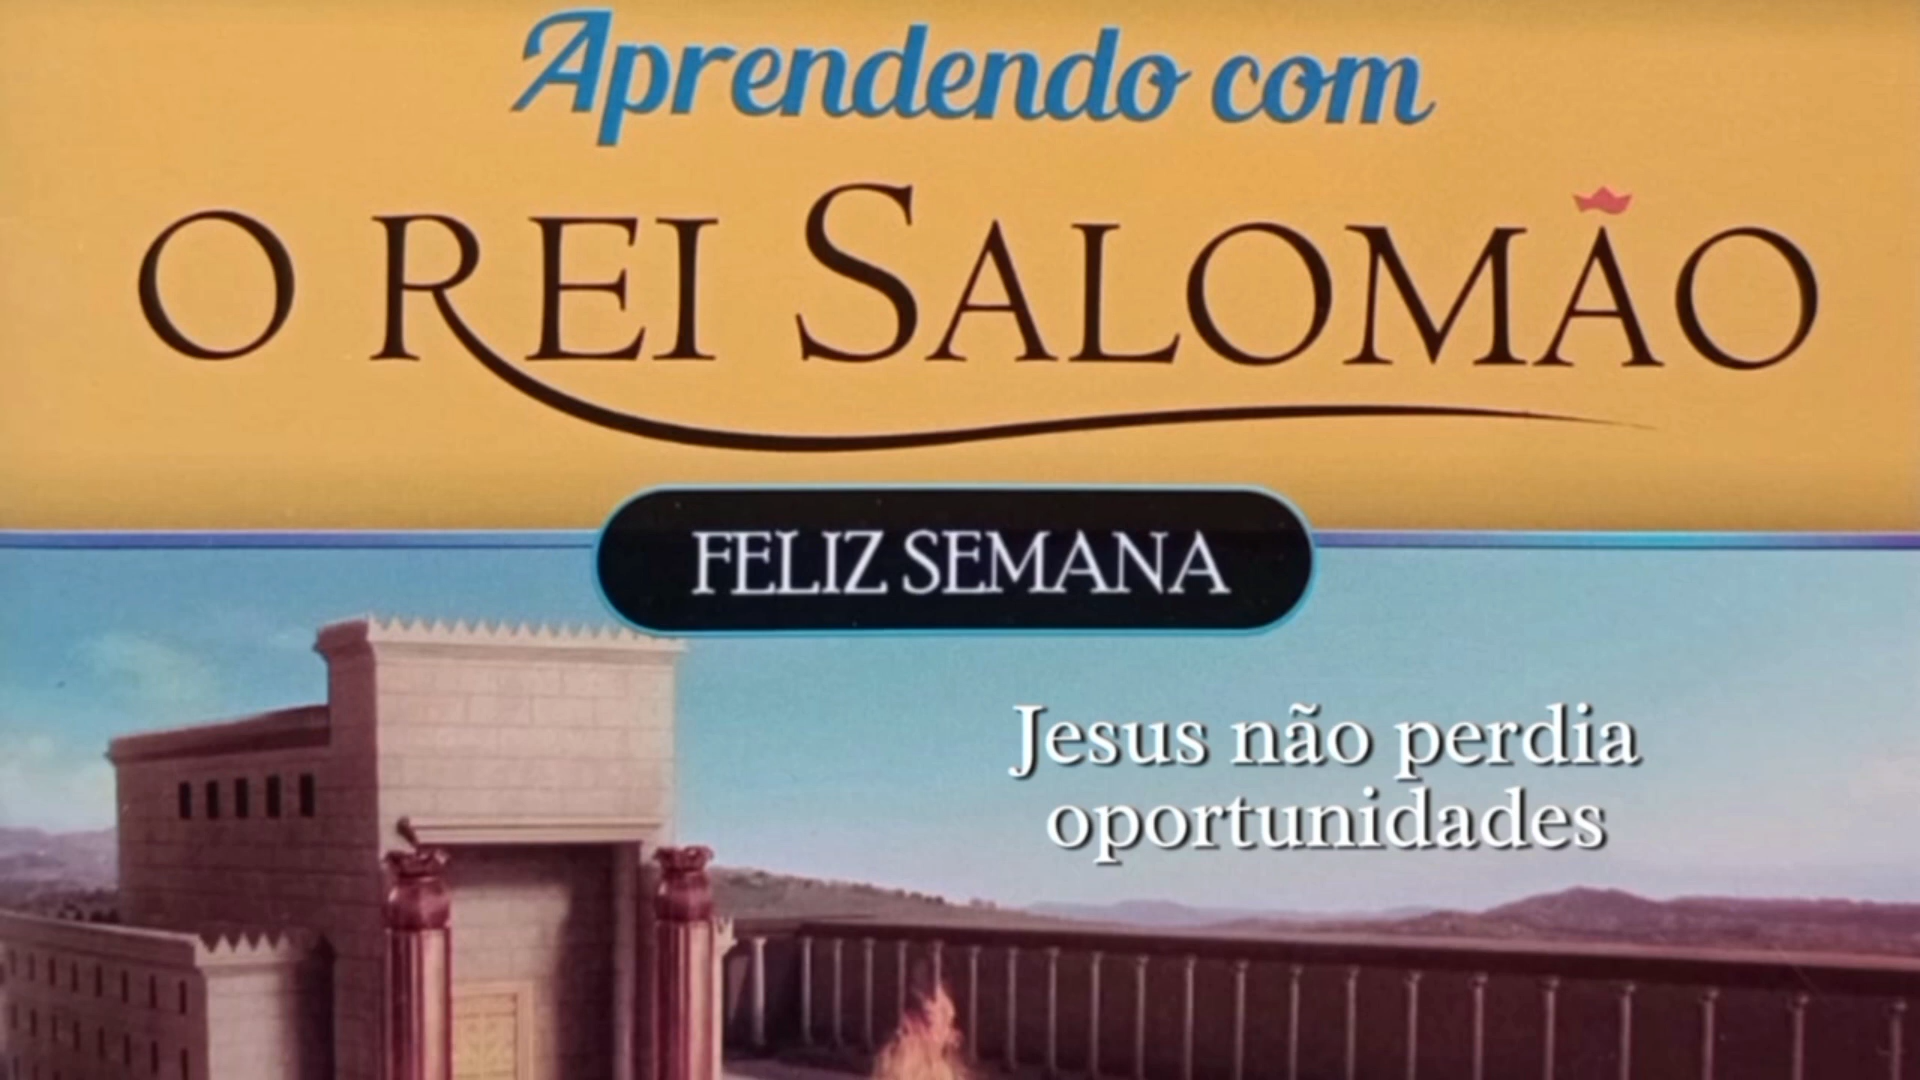 Aprendendo com
O REI SALOMÃO
FELIZ SEMANA
Jesus não perdia
oportunidades